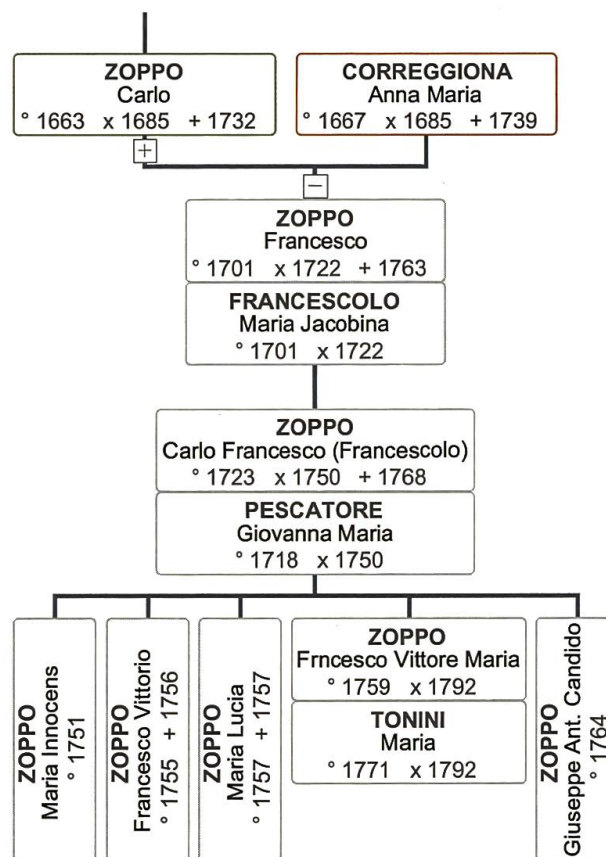 ZOPPO
Carlo
° 1663 x 1685 + 1732
CORREGGIONA
Anna Maria
° 1667 x 1685 + 1739
ZOPPO
Francesco
° 1701 x 1722 + 1763
FRANCESCOLO
Maria Jacobina
° 1701 x 1722
ZOPPO
Carlo Francesco (Francescolo)
° 1723 x 1750 + 1768
PESCATORE
Giovanna Maria
° 1718 x 1750
ZOPPO
Maria Innocens
° 1751
ZOPPO
Francesco Vittorio
° 1755 + 1756
ZOPPO
Maria Lucia
° 1757 + 1757
ZOPPO
Frncesco Vittore Maria
° 1759 x 1792
TONINI
Maria
° 1771 x 1792
ZOPPO
Giuseppe Ant. Candido
° 1764